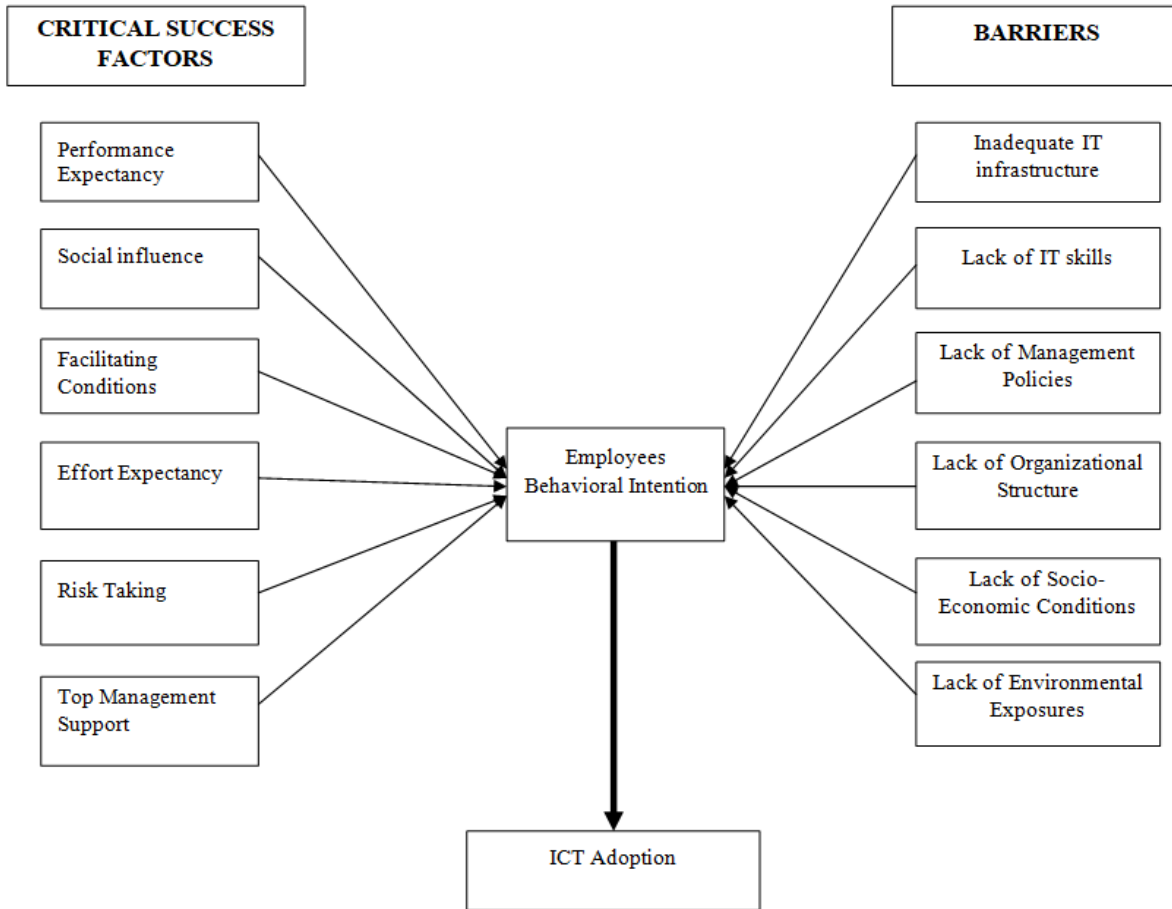 CRITICAL SUCCESS
FACTORS
Performance
Expectancy
Social influence
Facilitating
Conditions
Effort Expectancy
Risk Taking
Top Management
Support
Employees
Behavioral Intention
ICT Adoption
BARRIERS
Inadequate IT
infrastructure
Lack of IT skills
Lack of Management
Policies
Lack of Organizational
Structure
Lack of Socio-
Economic Conditions
Lack of Environmental
Exposures